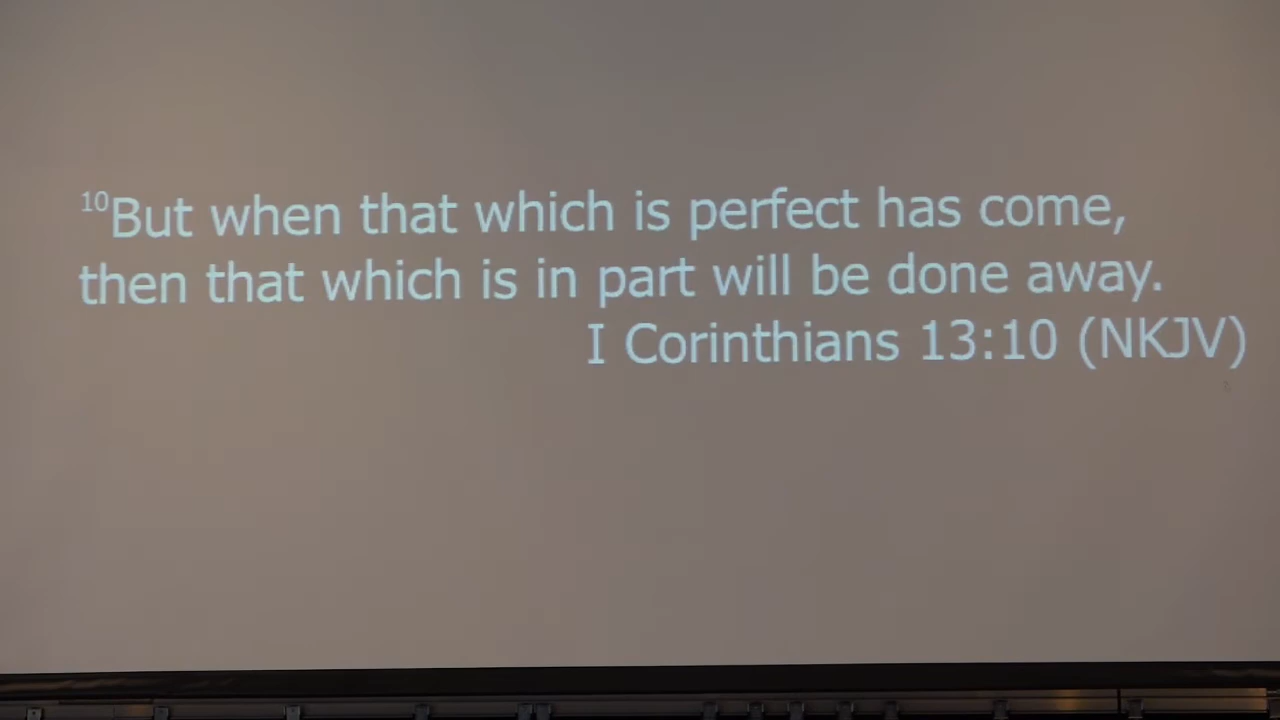 10But when that which is perfect has come,
then that which is in part will be done away.
I Corinthians 13:10 (NKJV)